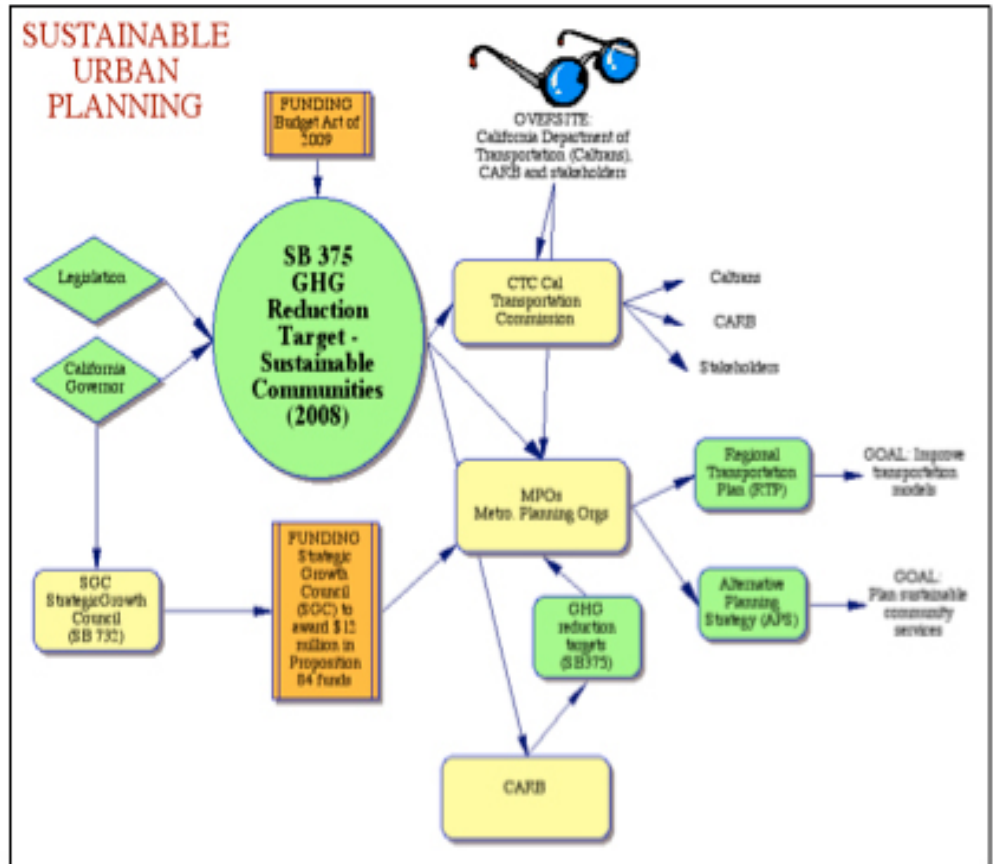 SUSTAINABLE
URBAN
PLANNING
FUNDING
Budget Act of
2009
OVERSITE:
California Department of
Transportation (Caltrans),
CARB and stakeholders
Legislation
California
Governor
SB 375
GHG
Reduction
Target -
Sustainable
Communities
(2008)
CTC Cal
Transportation
Commission
Caltrans
CARB
Stakeholders
MPOs
Metro. Planning Orgs
Regional
Transportation
Plan (RTP)
GOAL: Improve
transportation
models
Alternative
Planning
Strategy (APS)
GOAL:
Plan sustainable
community
services
SGC
StrategicGrowth
Council
(SB 732)
FUNDING
Strategic
Growth
Council
(SGC) to
award $12
million in
Proposition
84 funds
GHG
reduction
targets
(SB375)
CARB